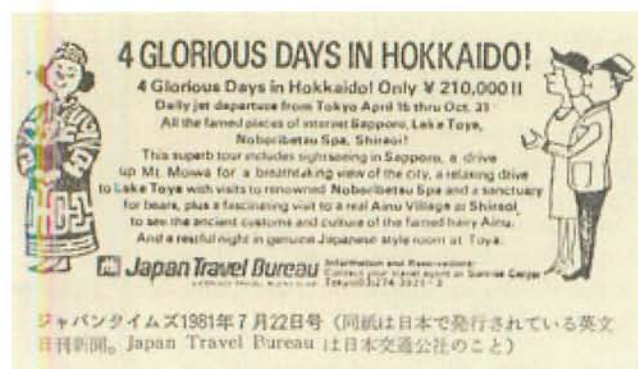 4 GLORIOUS DAYS IN HOKKAIDO!
4 Glorious Days in Hokkaido! Only ¥ 210,000!!
Daily jet departure from Tokyo April 16 thru Oct. 31
All the famed places of interest Sapporo, Lake Toya,
Noboribetsu Spa, Shiraoi!
This superb tour includes sightseeing in Sapporo, a drive
up Mt. Moiwa for a breathtaking view of the city, a relaxing drive
to Lake Toya with visits to renowned Noboribetsu Spa and a sanctuary
for bears, plus a fascinating visit to a real Ainu Village at Shiraoi
to see the ancient customs and culture of the famed hairy Ainu.
And a restful night in genuine Japanese style room at Toya.
Japan Travel Bureau
Information and Reservations:
Contact your travel agent or Sunrise Center
ジャパンタイムズ1981年7月22日号（同紙は日本で発行されている英文
日刊新聞。Japan Travel Bureau は日本交通公社のこと）